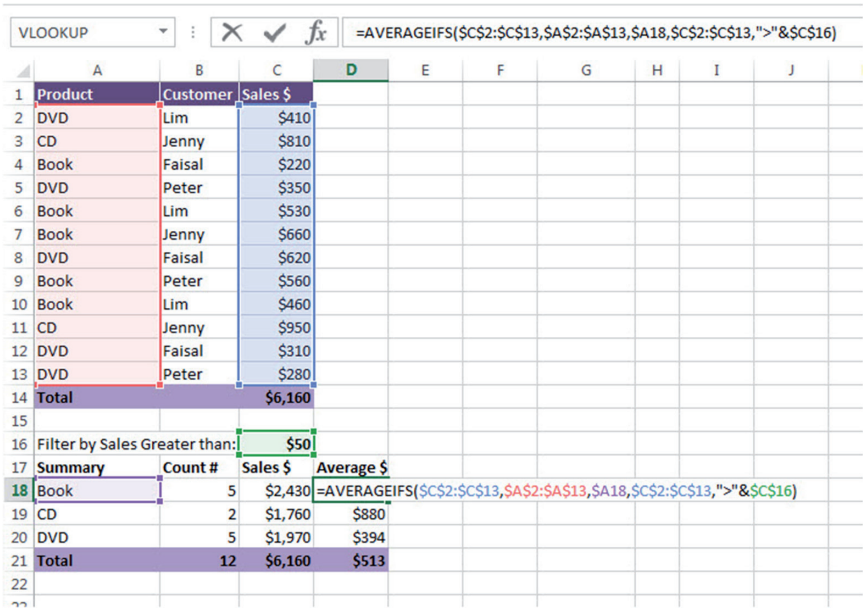 VLOOKUP =AVERAGEIFS($C$2:$C$13,$A$2:$A$13,$A18,$C$2:$C$13,">"&$C$16)
A B C D E F G H I J
1 Product Customer Sales $
2 DVD Lim $410
3 CD Jenny $810
4 Book Faisal $220
5 DVD Peter $350
6 Book Lim $530
7 Book Jenny $660
8 DVD Faisal $620
9 Book Peter $560
10 Book Lim $460
11 CD Jenny $950
12 DVD Faisal $310
13 DVD Peter $280
14 Total $6,160
15
16 Filter by Sales Greater than: $50
17 Summary Count # Sales $ Average $
18 Book 5 $2,430 =AVERAGEIFS($C$2:$C$13,$A$2:$A$13,$A18,$C$2:$C$13,">"&$C$16)
19 CD 2 $1,760 $880
20 DVD 5 $1,970 $394
21 Total 12 $6,160 $513
22